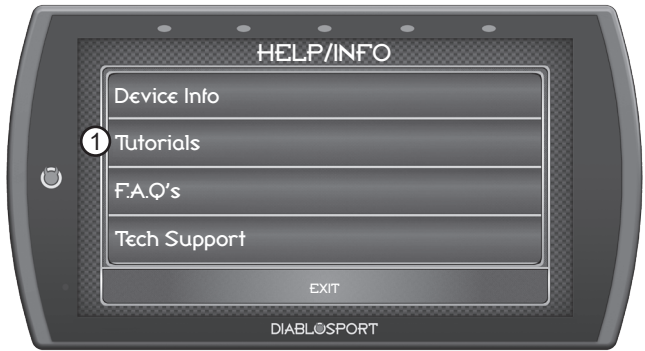 HELP/INFO
Device Info
1
Tutorials
F.A.Q's
Tech Support
EXIT
DIABLOSPORT